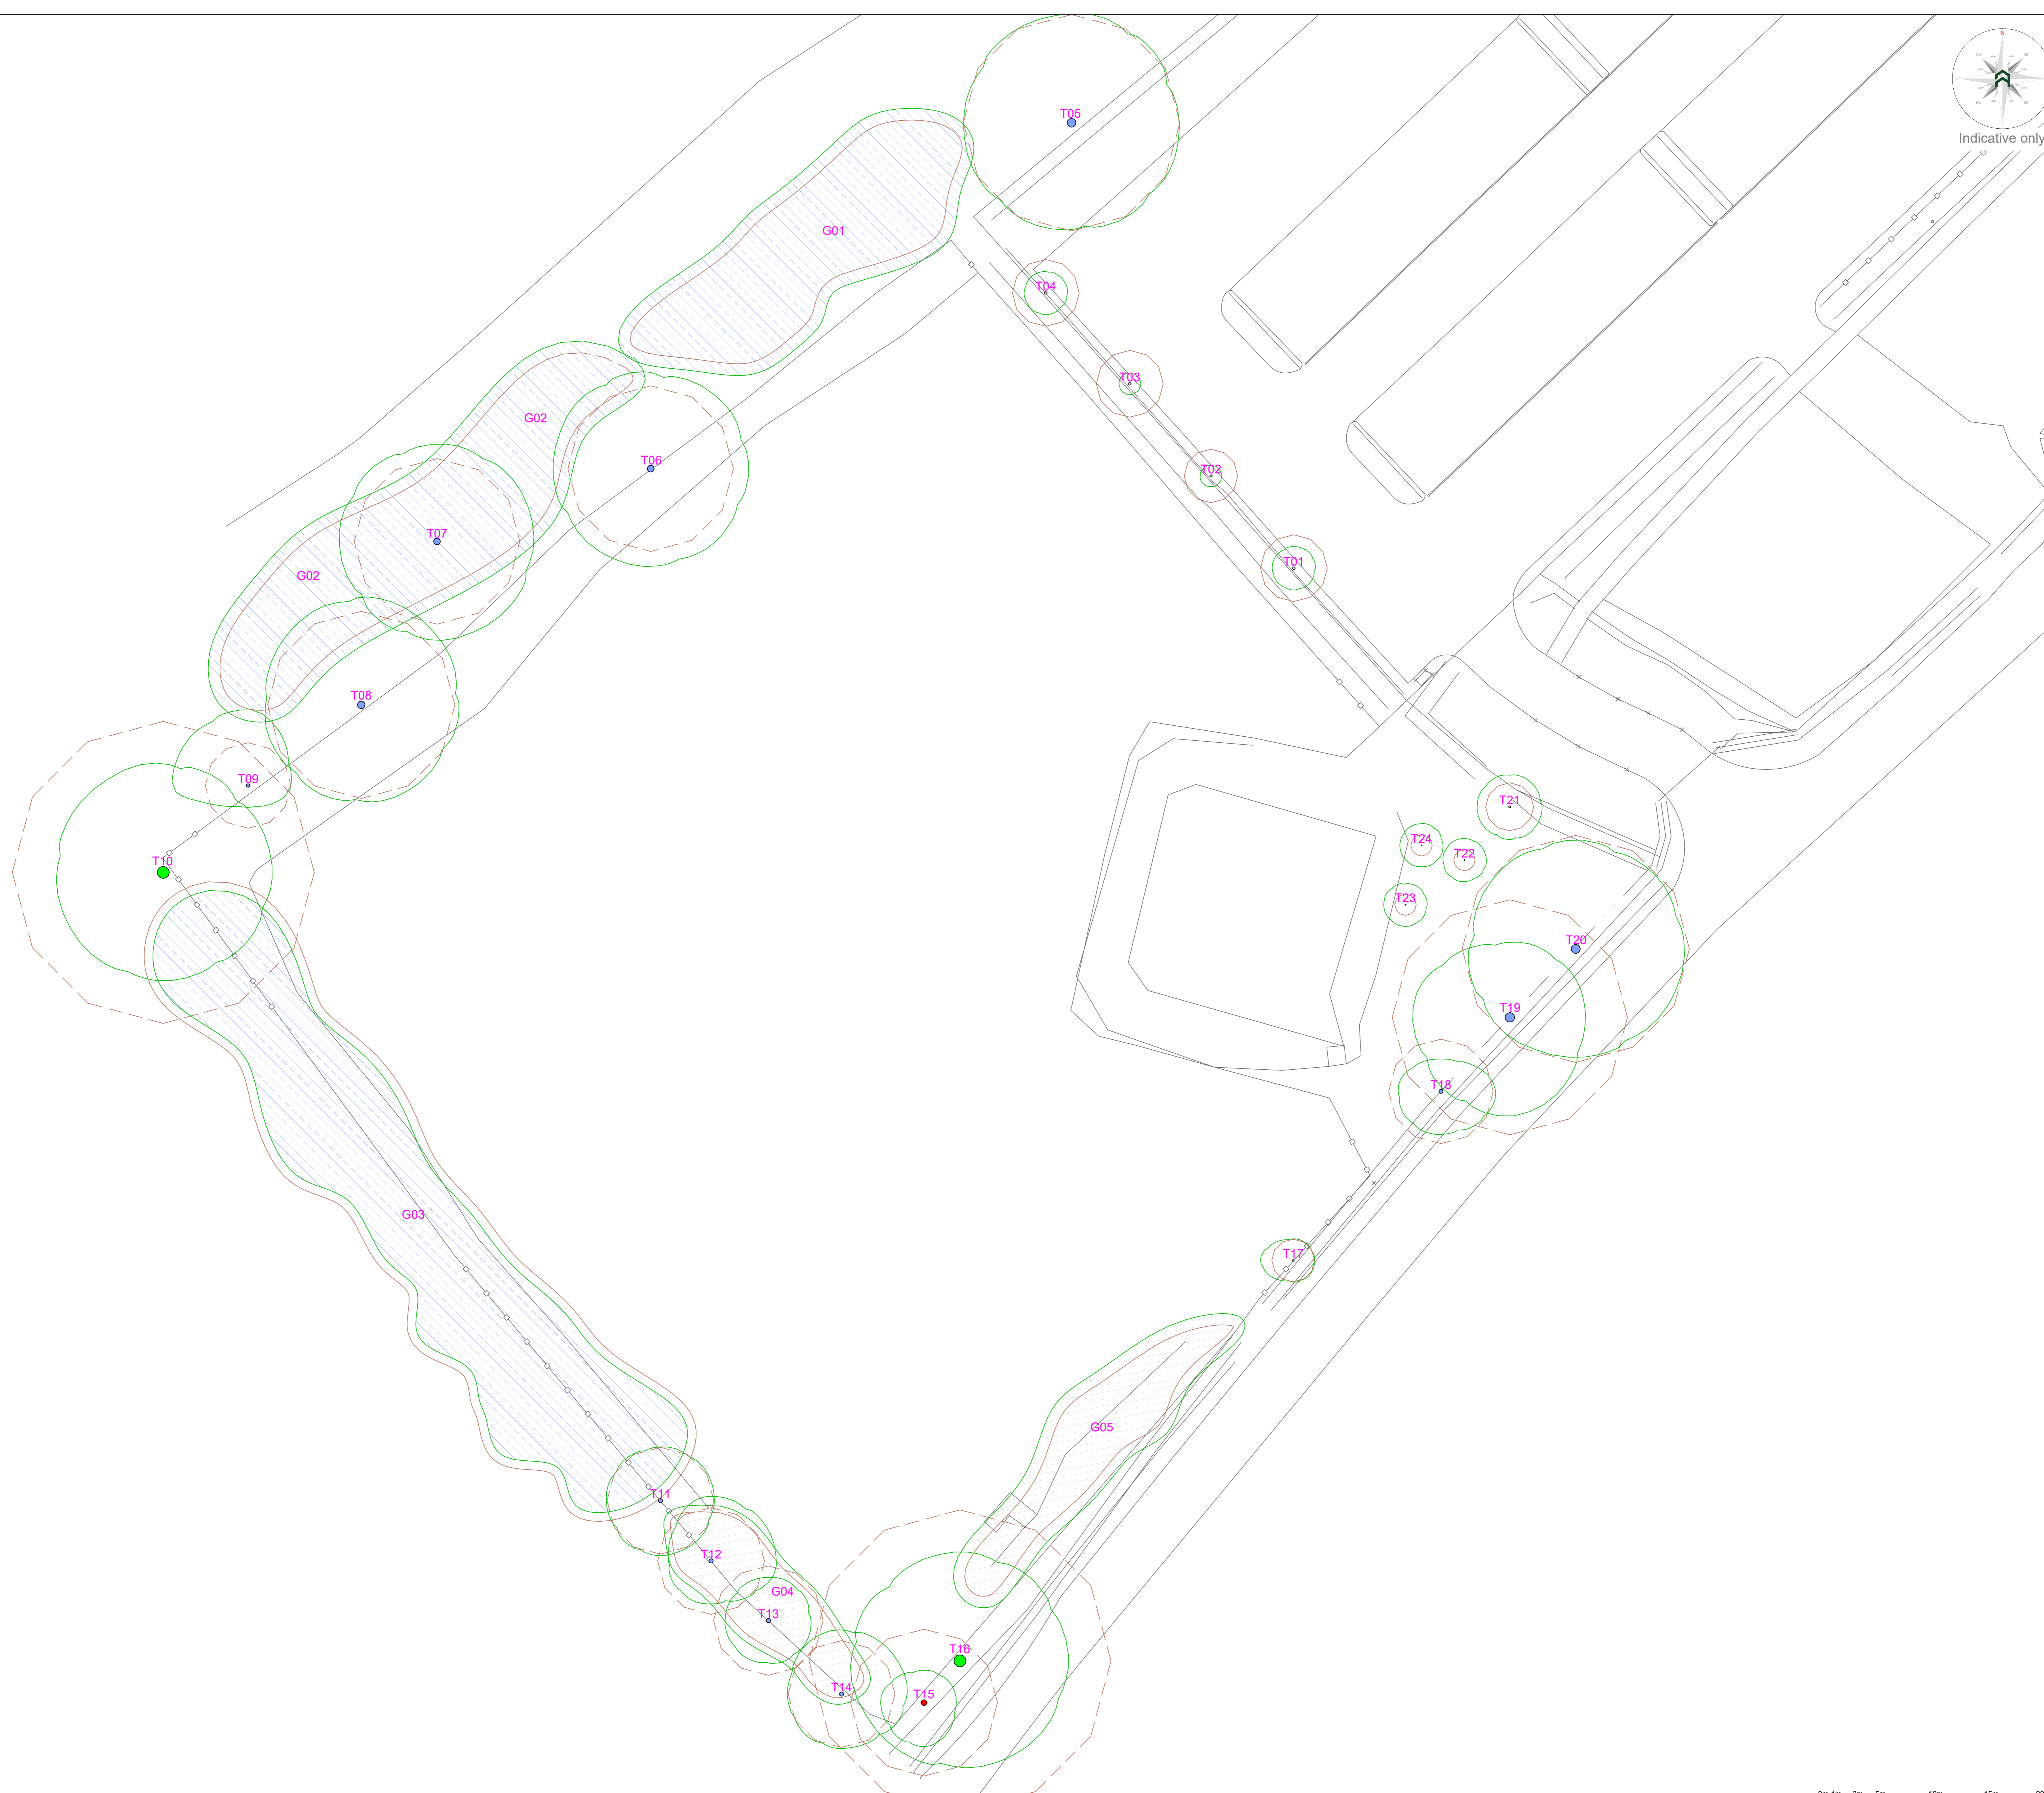 N
T05
Indicative only
G01
T04
T03
G02
T06
T02
T07
T01
G02
T08
T09
T21
T24
T22
T10
T23
T20
T19
T18
G03
T17
G05
T11
T12
G04
T13
T16
T14
T15